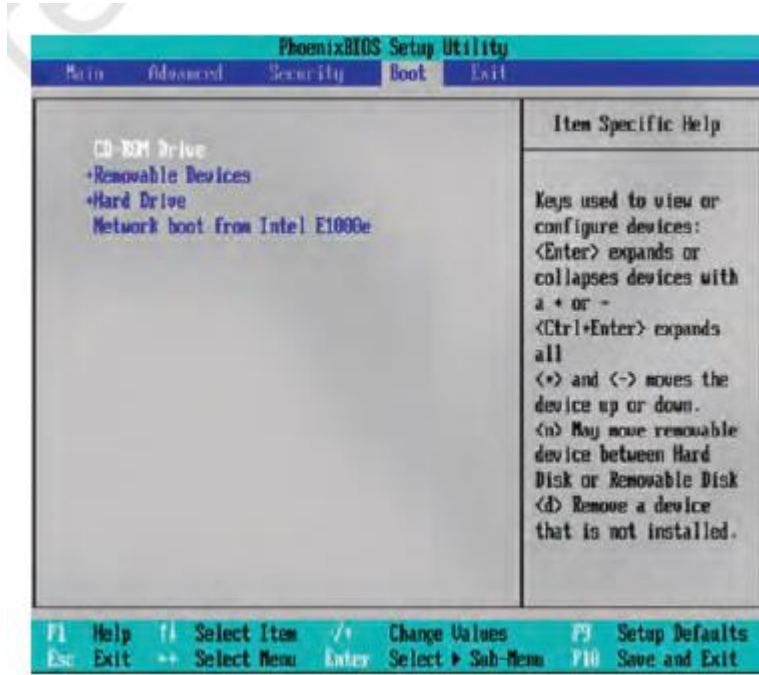 PhoenixBIOS Setup Utility
Main Advanced Security Boot Exit
CD-ROM Drive
+Removable Devices
+Hard Drive
Network boot from Intel E1000e
Item Specific Help
Keys used to view or
configure devices:
<Enter> expands or
collapses devices with
a + or -
<Ctrl+Enter> expands
all
<+> and <-> moves the
device up or down.
<n> May move removable
device between Hard
Disk or Removable Disk
<d> Remove a device
that is not installed.
F1 Help ↑↓ Select Item -/+ Change Values F9 Setup Defaults
Esc Exit ↔ Select Menu Enter Select ▶ Sub-Menu F10 Save and Exit